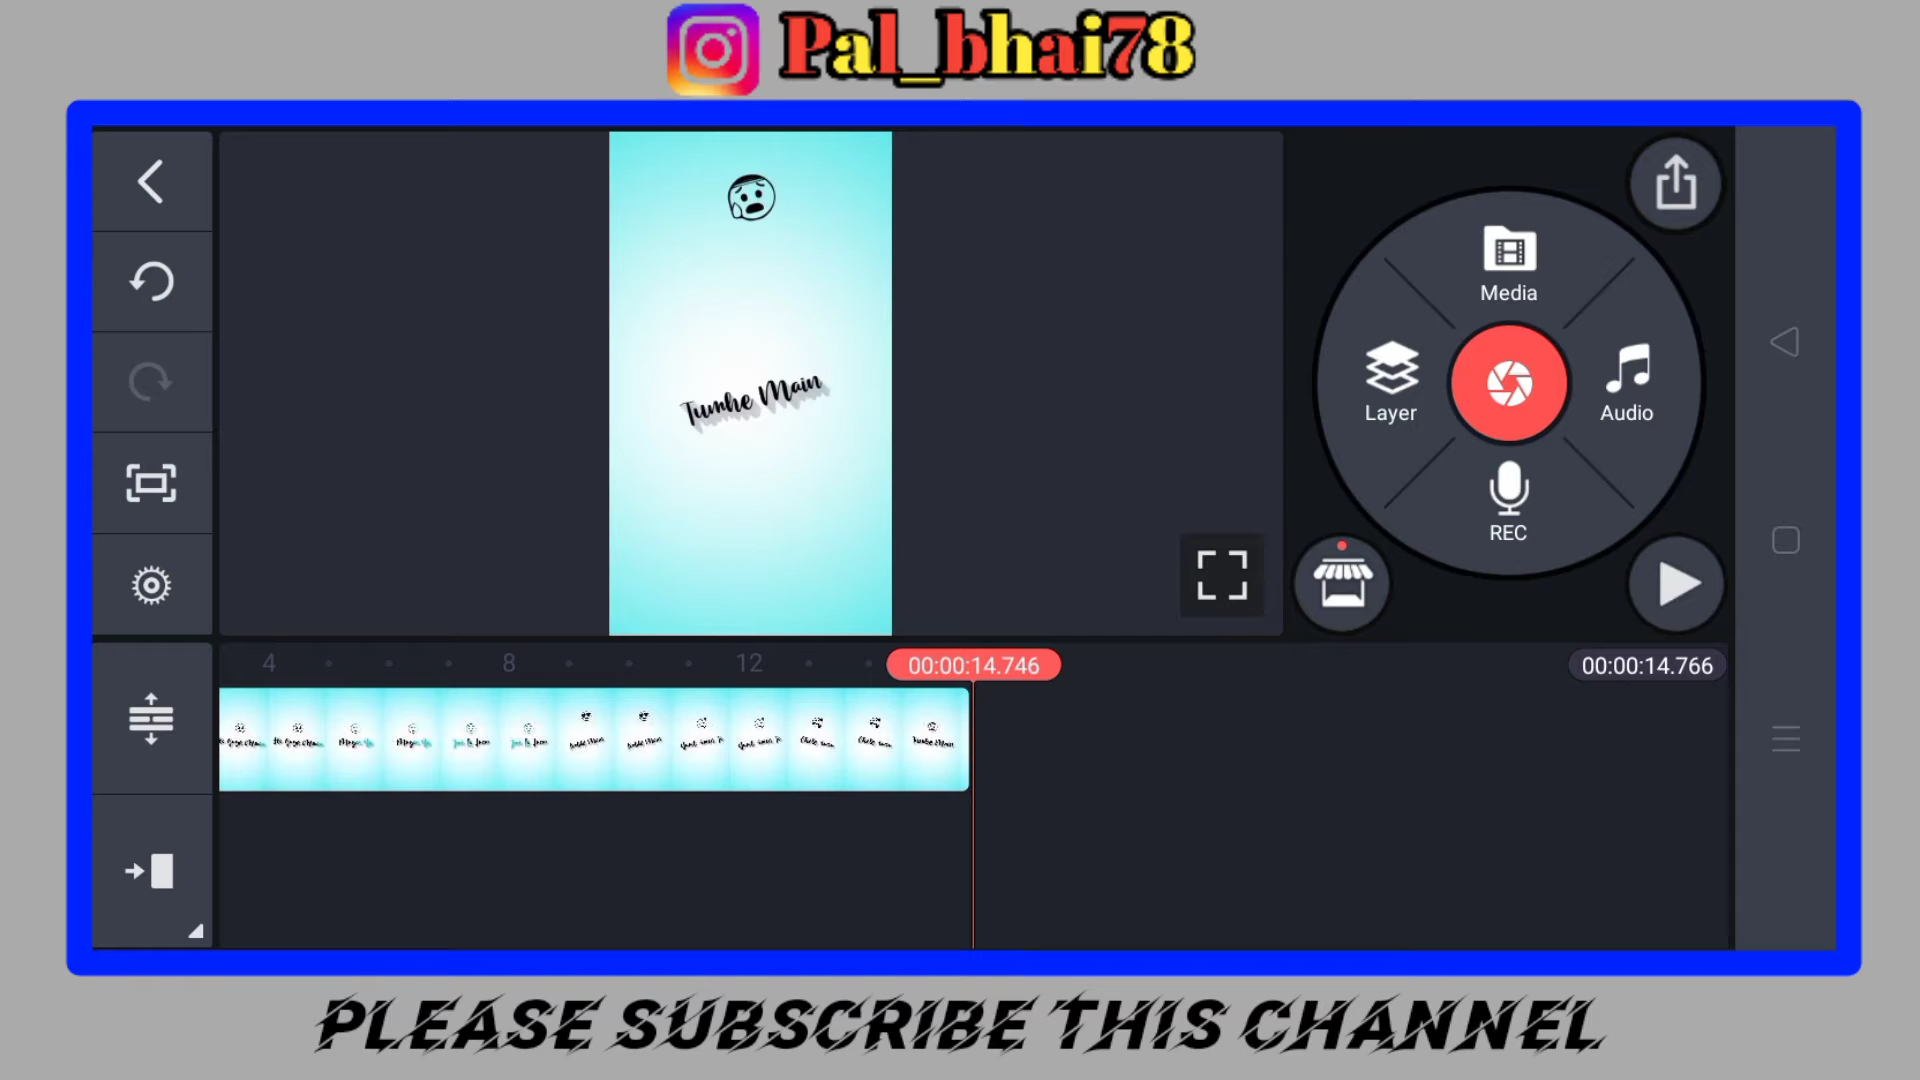 Pal_bhai78
Media
Layer
Audio
REC
Tumhe Main
4
8
12
00:00:14.746
00:00:14.766
PLEASE SUBSCRIBE THIS CHANNEL